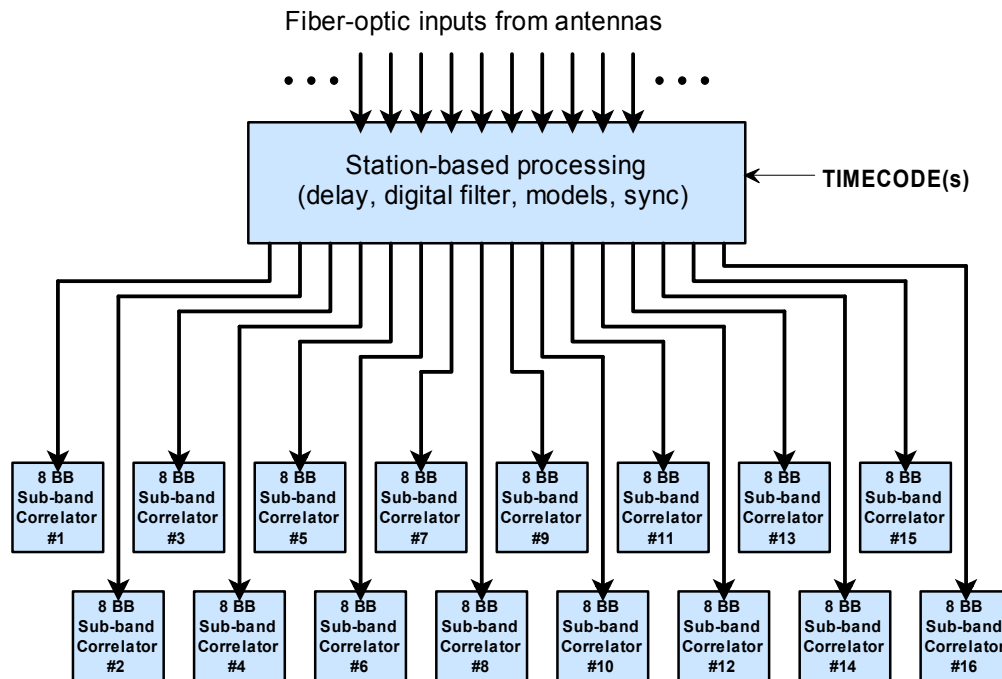 Fiber-optic inputs from antennas
• • •
• • •
Station-based processing
(delay, digital filter, models, sync)
TIMECODE(s)
8 BB
Sub-band
Correlator
#1
8 BB
Sub-band
Correlator
#3
8 BB
Sub-band
Correlator
#5
8 BB
Sub-band
Correlator
#7
8 BB
Sub-band
Correlator
#9
8 BB
Sub-band
Correlator
#11
8 BB
Sub-band
Correlator
#13
8 BB
Sub-band
Correlator
#15
8 BB
Sub-band
Correlator
#2
8 BB
Sub-band
Correlator
#4
8 BB
Sub-band
Correlator
#6
8 BB
Sub-band
Correlator
#8
8 BB
Sub-band
Correlator
#10
8 BB
Sub-band
Correlator
#12
8 BB
Sub-band
Correlator
#14
8 BB
Sub-band
Correlator
#16